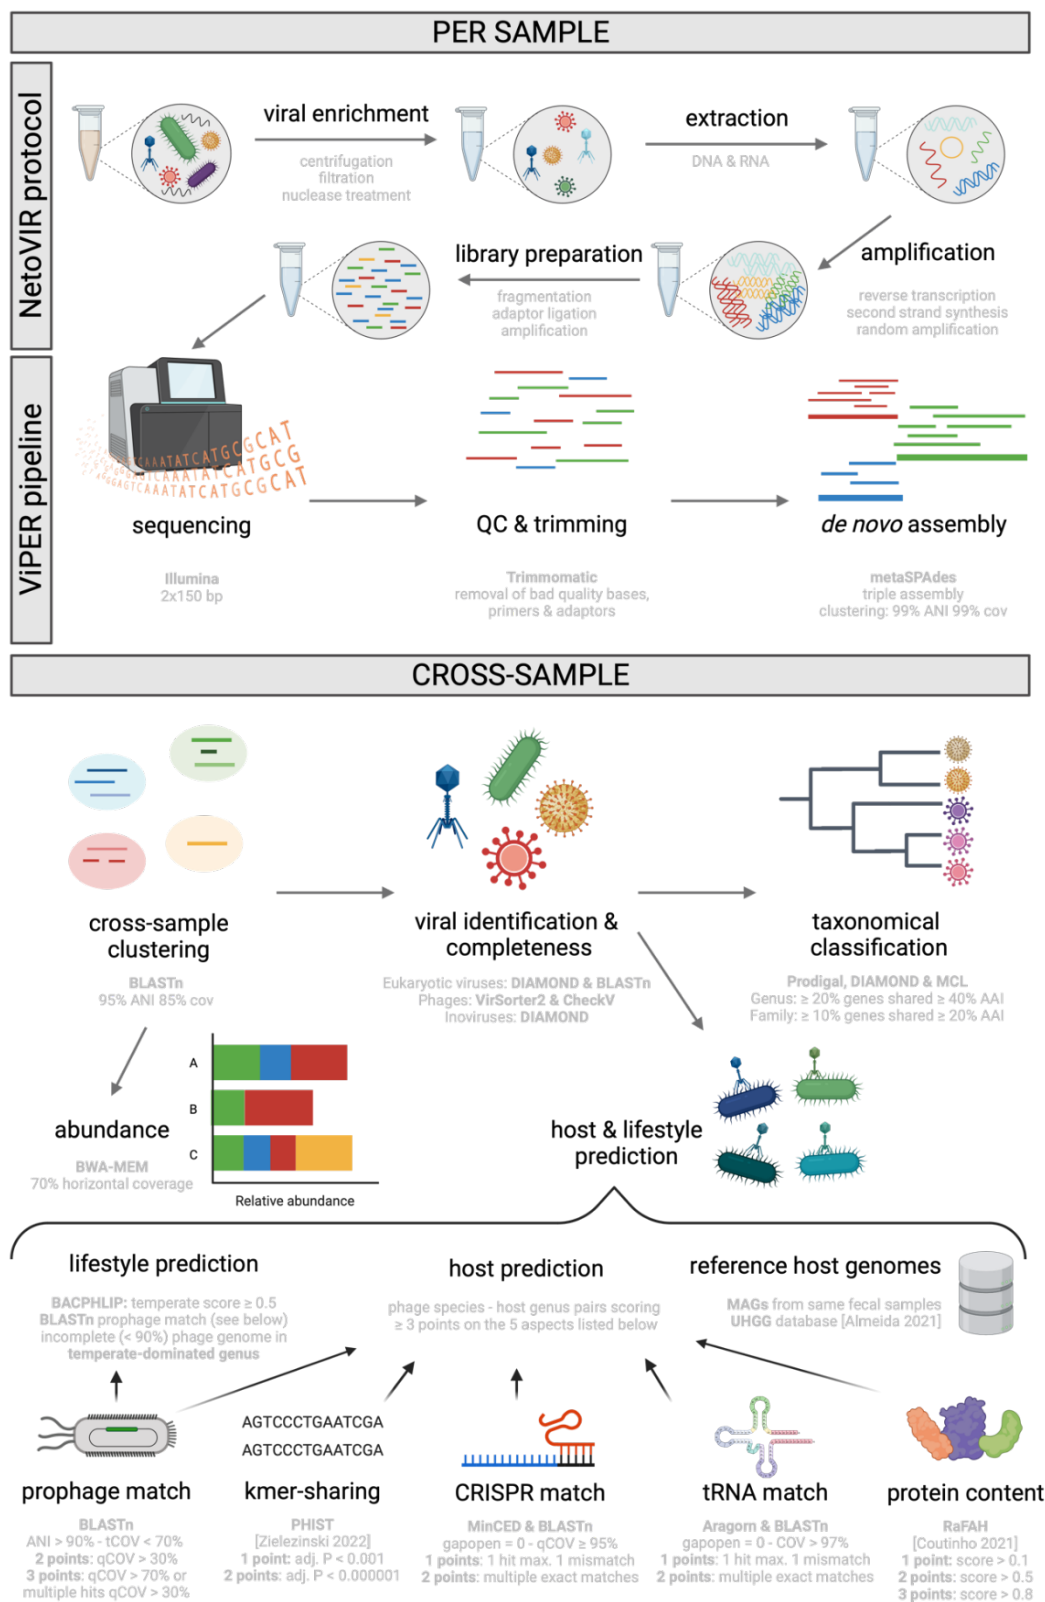 PER SAMPLE
NetoVIR protocol
viral enrichment
centrifugation
filtration
nuclease treatment
extraction
DNA & RNA
amplification
reverse transcription
second strand synthesis
random amplification
library preparation
fragmentation
adaptor ligation
amplification
ViPER pipeline
CAAATATCATGCGCAT
GAGTCAAATATCATGCG
AGGGAGTCAAATATCATGCGCAT
sequencing
Illumina
2x150 bp
QC & trimming
Trimmomatic
removal of bad quality bases,
primers & adaptors
de novo assembly
metaSPAdes
triple assembly
clustering: 99% ANI 99% cov
CROSS-SAMPLE
cross-sample
clustering
BLASTn
95% ANI 85% cov
viral identification &
completeness
Eukaryotic viruses: DIAMOND & BLASTn
Phages: VirSorter2 & CheckV
Inoviruses: DIAMOND
taxonomical
classification
Prodigal, DIAMOND & MCL
Genus: ≥ 20% genes shared ≥ 40% AAI
Family: ≥ 10% genes shared ≥ 20% AAI
abundance
BWA-MEM
70% horizontal coverage
A
B
C
Relative abundance
host & lifestyle
prediction
lifestyle prediction
BACPHLIP: temperate score ≥ 0.5
BLASTn prophage match (see below)
incomplete (< 90%) phage genome in
temperate-dominated genus
host prediction
phage species - host genus pairs scoring
≥ 3 points on the 5 aspects listed below
reference host genomes
MAGs from same fecal samples
UHGG database [Almeida 2021]
prophage match
BLASTn
ANI > 90% - tCOV < 70%
2 points: qCOV > 30%
3 points: qCOV > 70% or
multiple hits qCOV > 30%
AGTCCCTGAATCGA
AGTCCCTGAATCGA
kmer-sharing
PHIST
[Zielezinski 2022]
1 point: adj. P < 0.001
2 points: adj. P < 0.000001
CRISPR match
MinCED & BLASTn
gapopen = 0 - qCOV ≥ 95%
1 points: 1 hit max. 1 mismatch
2 points: multiple exact matches
tRNA match
Aragorn & BLASTn
gapopen = 0 - COV > 97%
1 points: 1 hit max. 1 mismatch
2 points: multiple exact matches
protein content
RaFAH
[Coutinho 2021]
1 point: score > 0.1
2 points: score > 0.5
3 points: score > 0.8